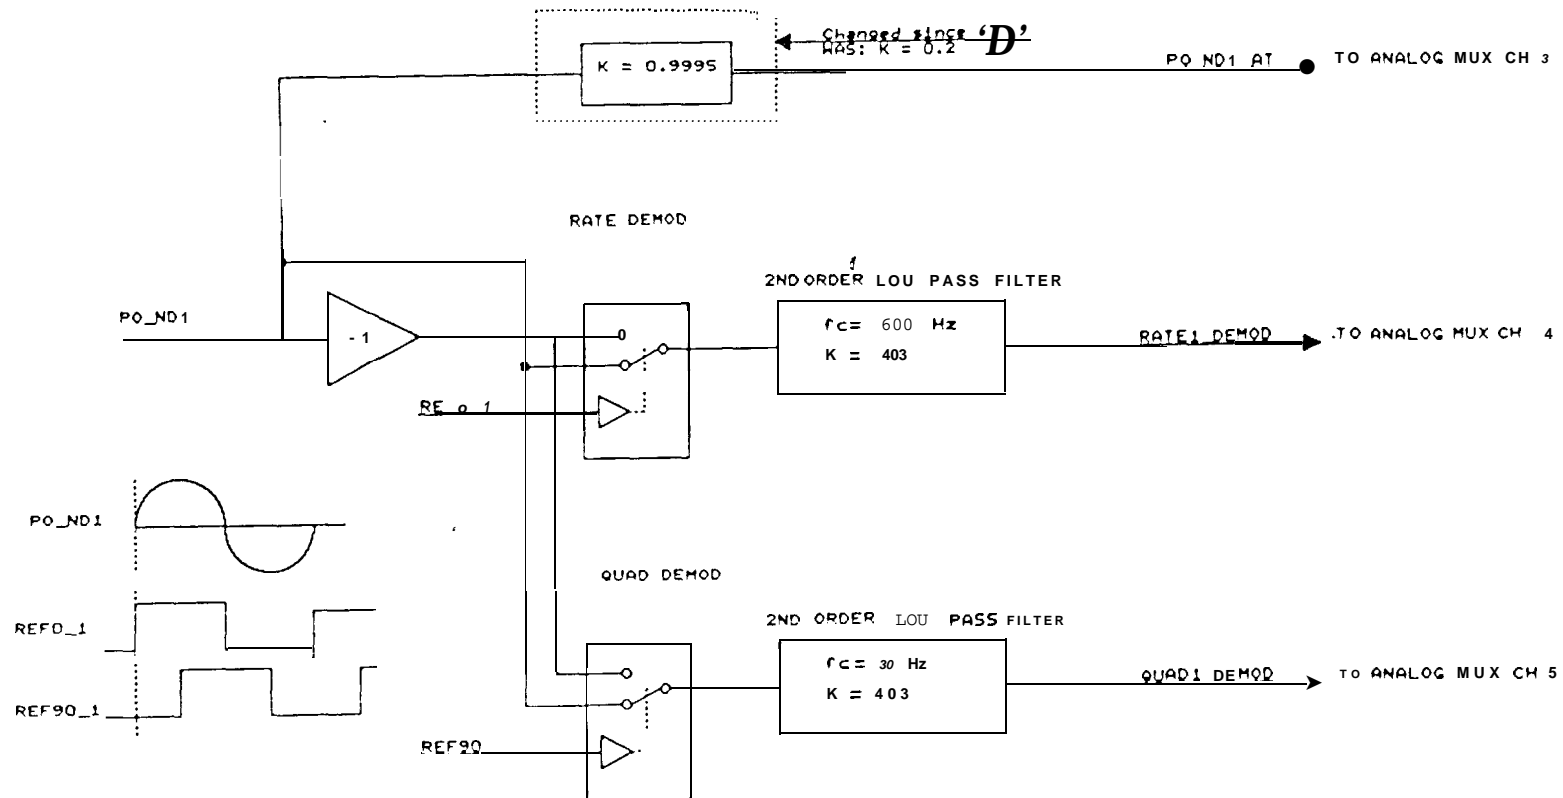 Changed since ‘D’
WAS: K = 0.2
K = 0.9995
PO ND1 AT
TO ANALOG MUX CH 3
RATE DEMOD
2ND ORDER LOU PASS FILTER
PO_ND1
- 1
0
fc= 600 Hz
K = 403
RATE1 DEMOD
.TO ANALOG MUX CH 4
RE o 1
PO_ND1
QUAD DEMOD
REF0_1
2ND ORDER LOU PASS FILTER
fc= 30 Hz
K = 403
QUAD1 DEMOD
TO ANALOG MUX CH 5
REF90_1
REF90